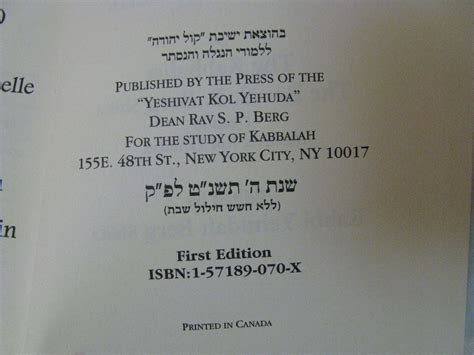 elle
in
בהוצאת ישיבת "קול יהודה"
ללמודי הנגלה והנסתר
PUBLISHED BY THE PRESS OF THE
"YESHIVAT KOL YEHUDA"
DEAN RAV S. P. BERG
FOR THE STUDY OF KABBALAH
155E. 48TH ST., NEW YORK CITY, NY 10017
שנת ה' תשנ"ט לפ"ק
(ללא חשש חילול שבת)
First Edition
ISBN:1-57189-070-X
PRINTED IN CANADA